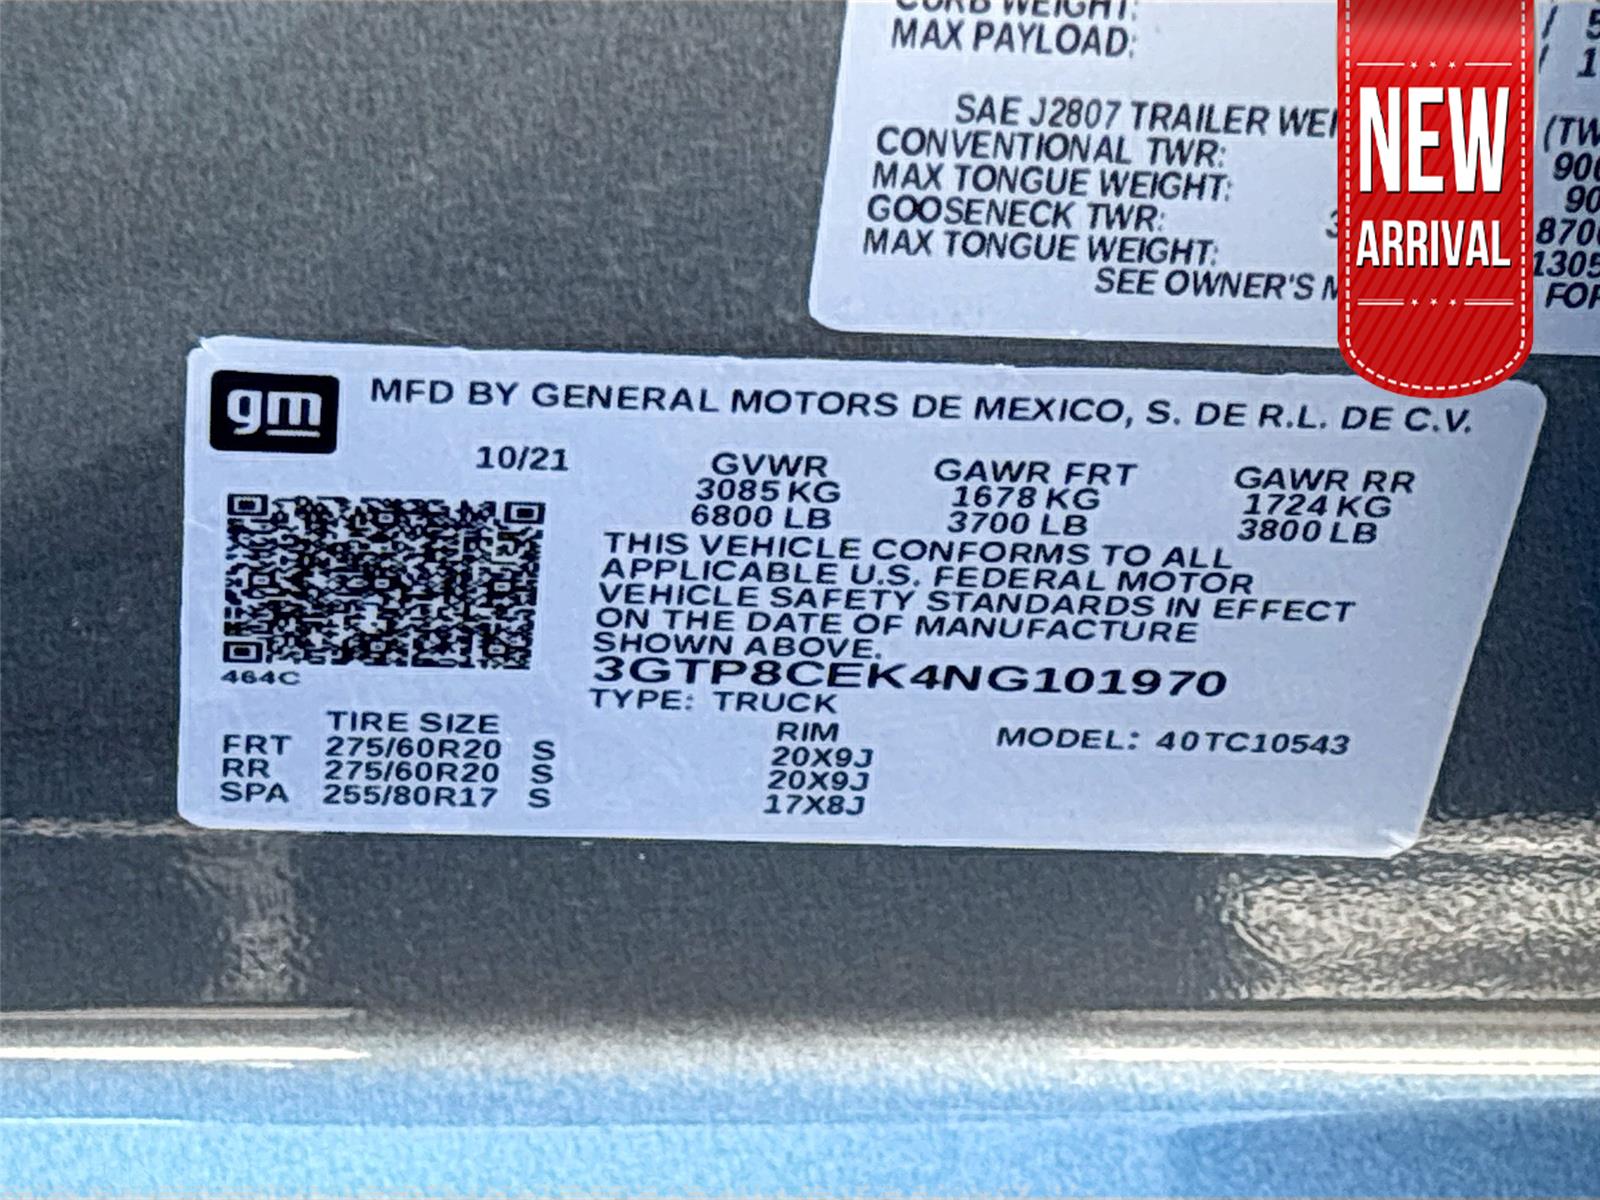 CURB WEIGHT:
MAX PAYLOAD:
SAE J2807 TRAILER
CONVENTIONAL TWR:
MAX TONGUE WEIGHT:
GOOSENECK TWR:
MAX TONGUE WEIGHT:
SEE OWNER'S
NEW
ARRIVAL
gm
MFD BY GENERAL MOTORS DE MEXICO, S. DE R.L. DE C.V.
10/21
GVWR GAWR FRT GAWR RR
3085 KG 1678 KG 1724 KG
6800 LB 3700 LB 3800 LB
THIS VEHICLE CONFORMS TO ALL
APPLICABLE U.S. FEDERAL MOTOR
VEHICLE SAFETY STANDARDS IN EFFECT
ON THE DATE OF MANUFACTURE
SHOWN ABOVE.
3GTP8CEK4NG101970
464C
TYPE: TRUCK
TIRE SIZE RIM MODEL: 40TC10543
FRT 275/60R20 S 20X9J
RR 275/60R20 S 20X9J
SPA 255/80R17 S 17X8J